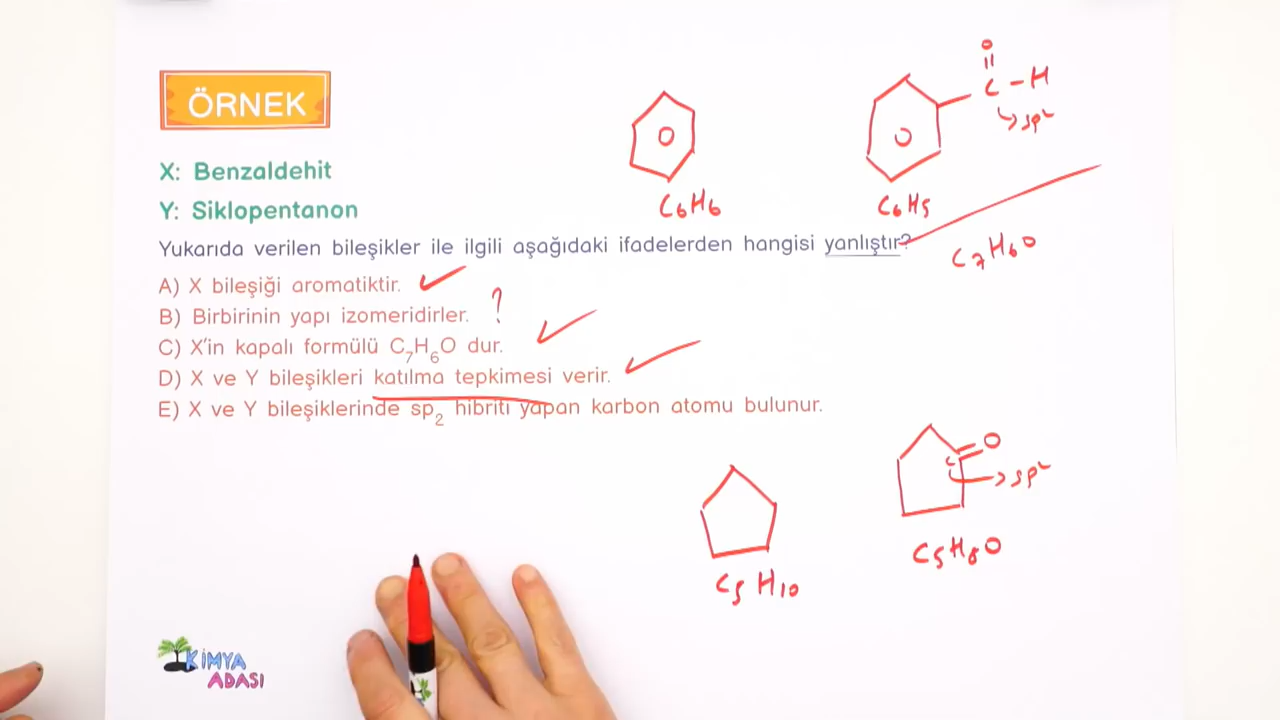 ÖRNEK
X: Benzaldehit
Y: Siklopentanon
Yukarıda verilen bileşikler ile ilgili aşağıdaki ifadelerden hangisi yanlıştır?
A) X bileşiği aromatiktir.
B) Birbirinin yapı izomeridirler. ?
C) X'in kapalı formülü C₇H₆O dur.
D) X ve Y bileşikleri katılma tepkimesi verir.
E) X ve Y bileşiklerinde sp₂ hibriti yapan karbon atomu bulunur.
C₆H₆
O
C-H
sp²
C₆H₅
C₇H₆O
C₅H₁₀
O
C
sp²
C₅H₈O
KİMYA
ADASI